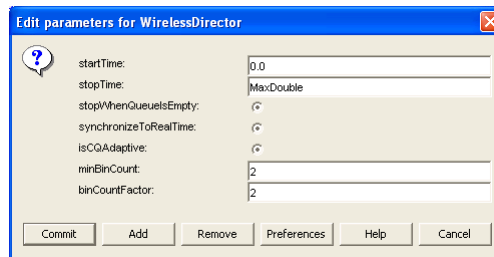 Edit parameters for WirelessDirector
startTime: 0.0
stopTime: MaxDouble
stopWhenQueueIsEmpty:
synchronizeToRealTime:
isCQAdaptive:
minBinCount: 2
binCountFactor: 2
Commit Add Remove Preferences Help Cancel